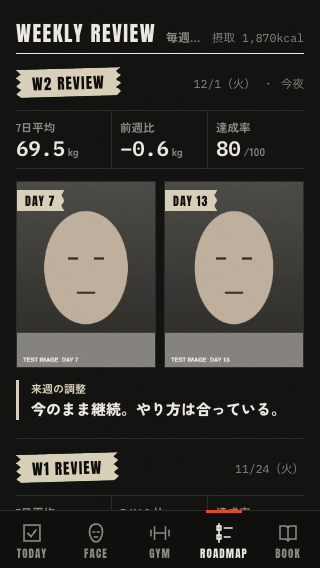 WEEKLY REVIEW 毎週… 摂取 1,870kcal
W2 REVIEW 12/1（火） · 今夜
7日平均 前週比 達成率
69.5kg −0.6kg 80/100
DAY 7 DAY 13
TEST IMAGE DAY 7 TEST IMAGE DAY 13
来週の調整
今のまま継続。やり方は合っている。
W1 REVIEW 11/24（火）
TODAY FACE GYM ROADMAP BOOK